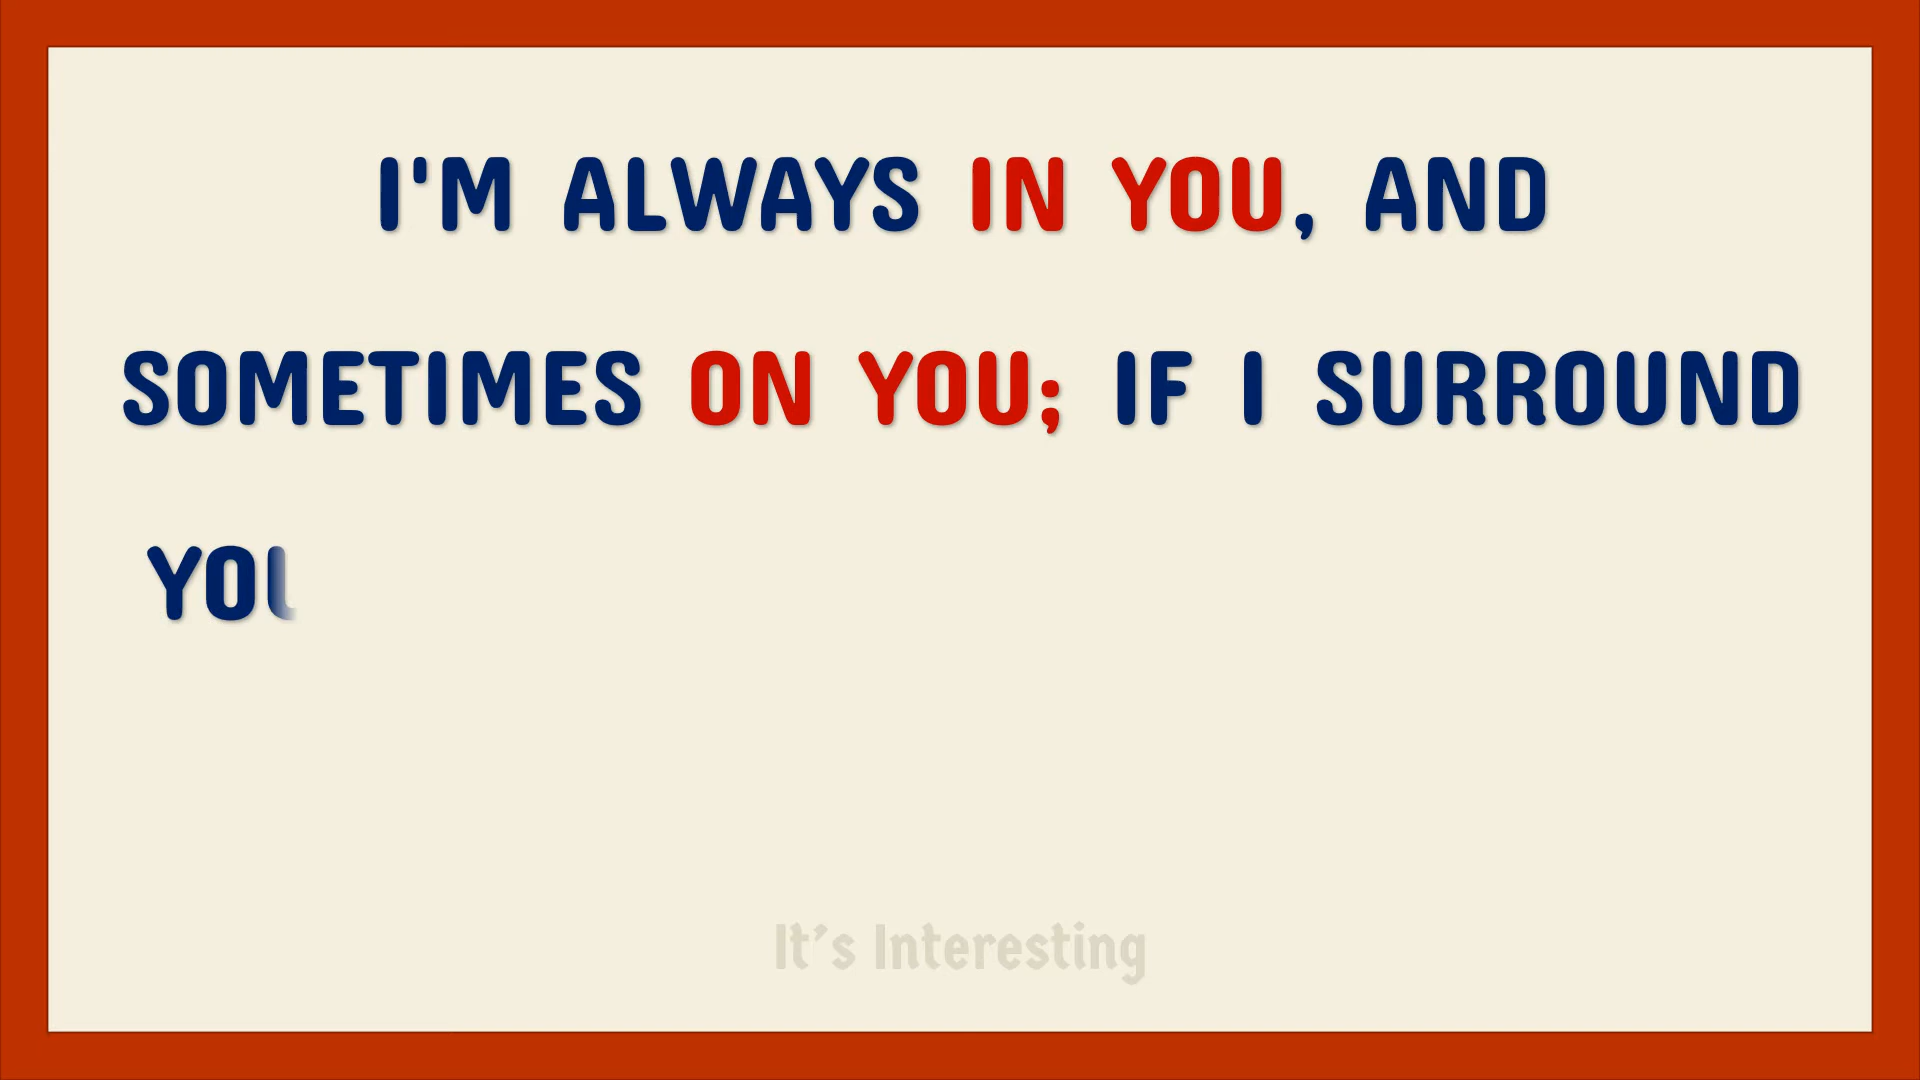 I'M ALWAYS IN YOU, AND
SOMETIMES ON YOU; IF I SURROUND
YOU
It's Interesting